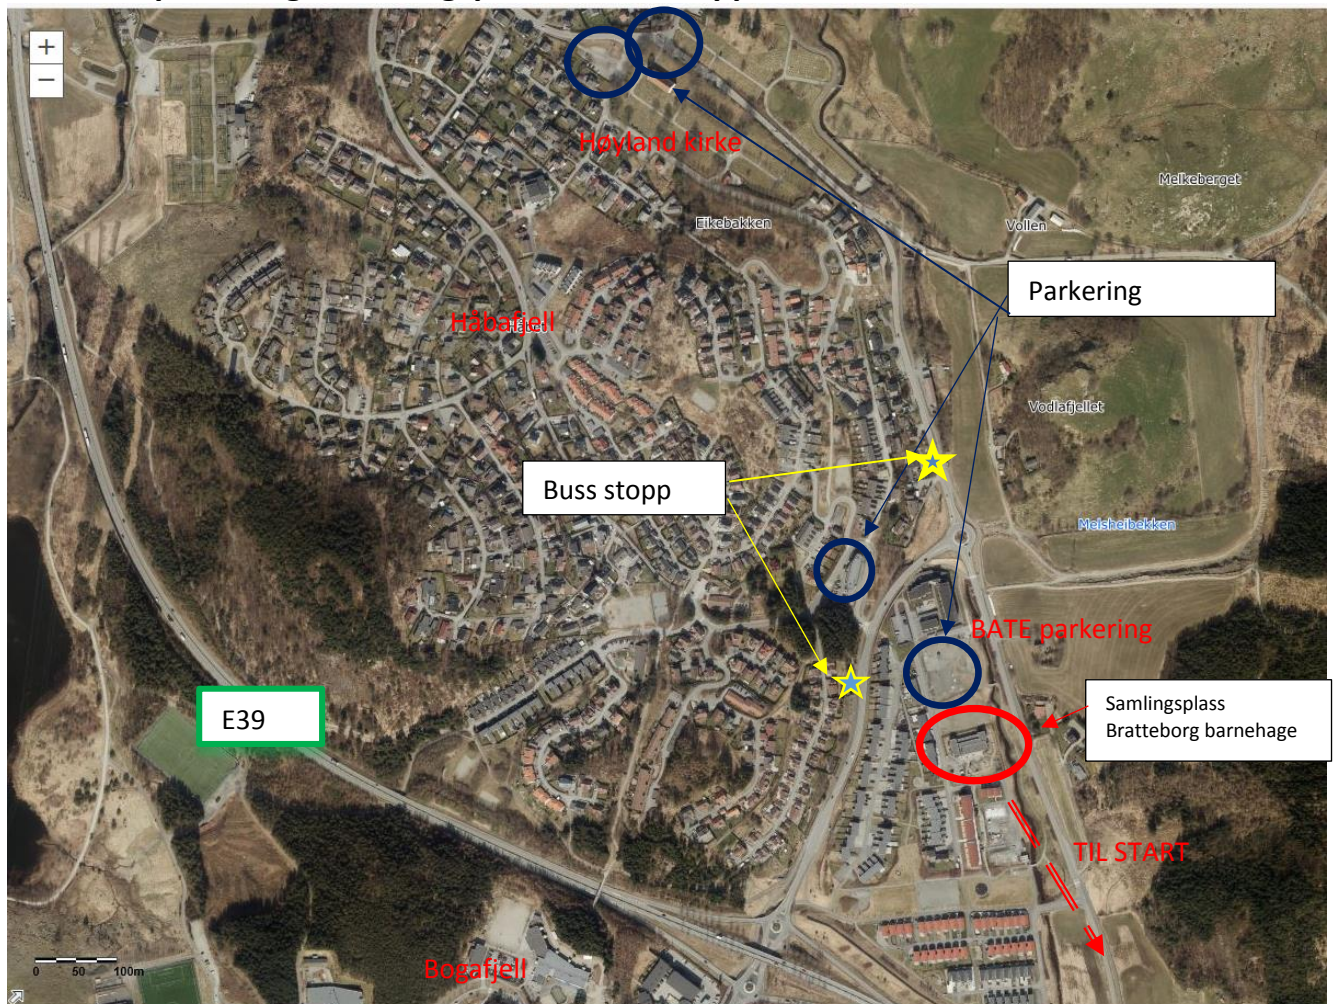 +
−
Høyland kirke
Melkeberget
Eikebakken
Vollen
Parkering
Håbafjell
Vodlafjellet
Buss stopp
Meisheibekken
BATE parkering
E39
Samlingsplass
Bratteborg barnehage
TIL START
Bogafjell
0 50 100m